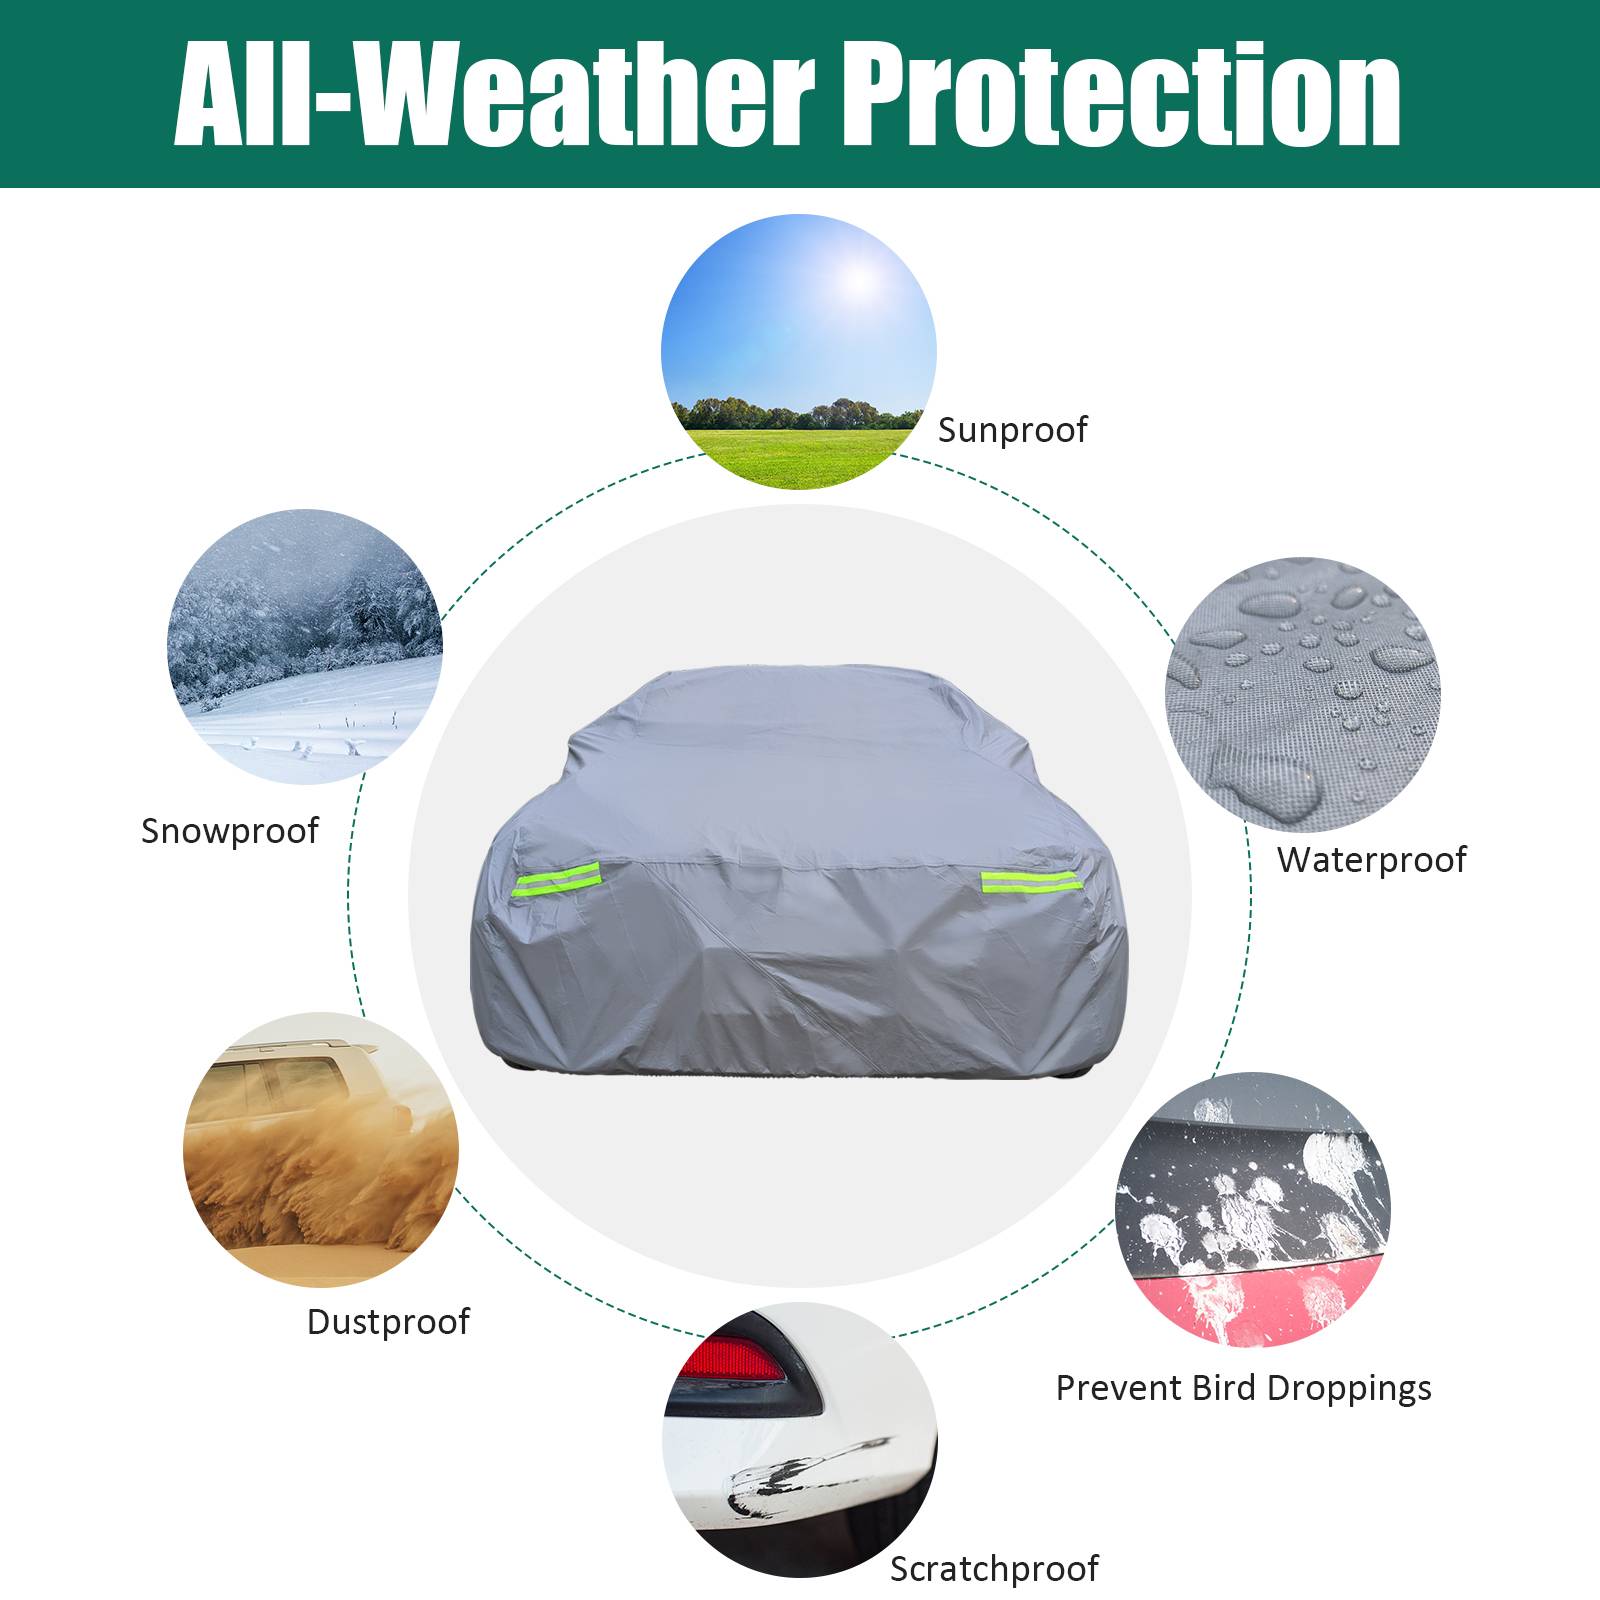 All-Weather Protection
Sunproof
Snowproof
Waterproof
Dustproof
Prevent Bird Droppings
Scratchproof